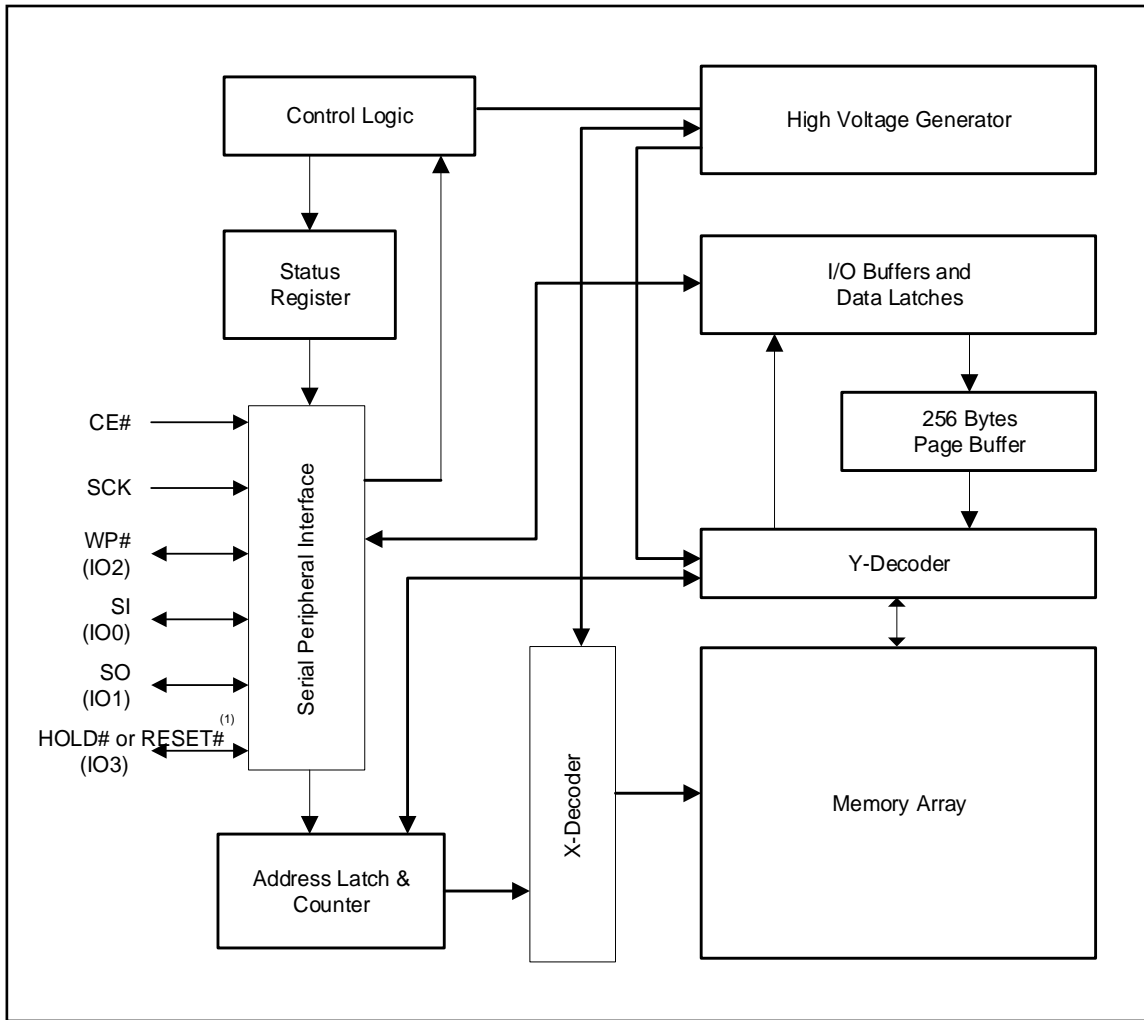 Control Logic
High Voltage Generator
Status
Register
I/O Buffers and
Data Latches
256 Bytes
Page Buffer
CE#
SCK
WP#
(IO2)
SI
(IO0)
SO
(IO1)
HOLD# or RESET#(1)
(IO3)
Serial Peripheral Interface
Y-Decoder
X-Decoder
Memory Array
Address Latch &
Counter